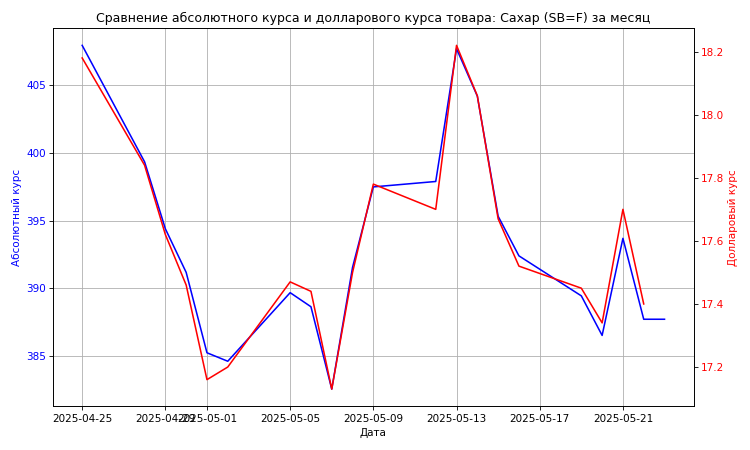 Сравнение абсолютного курса и долларового курса товара: Сахар (SB=F) за месяц
Абсолютный курс
405
400
395
390
385
18.2
18.0
17.8
17.6
17.4
17.2
Долларовый курс
2025-04-25 2025-04-29 2025-05-01 2025-05-05 2025-05-09 2025-05-13 2025-05-17 2025-05-21
Дата